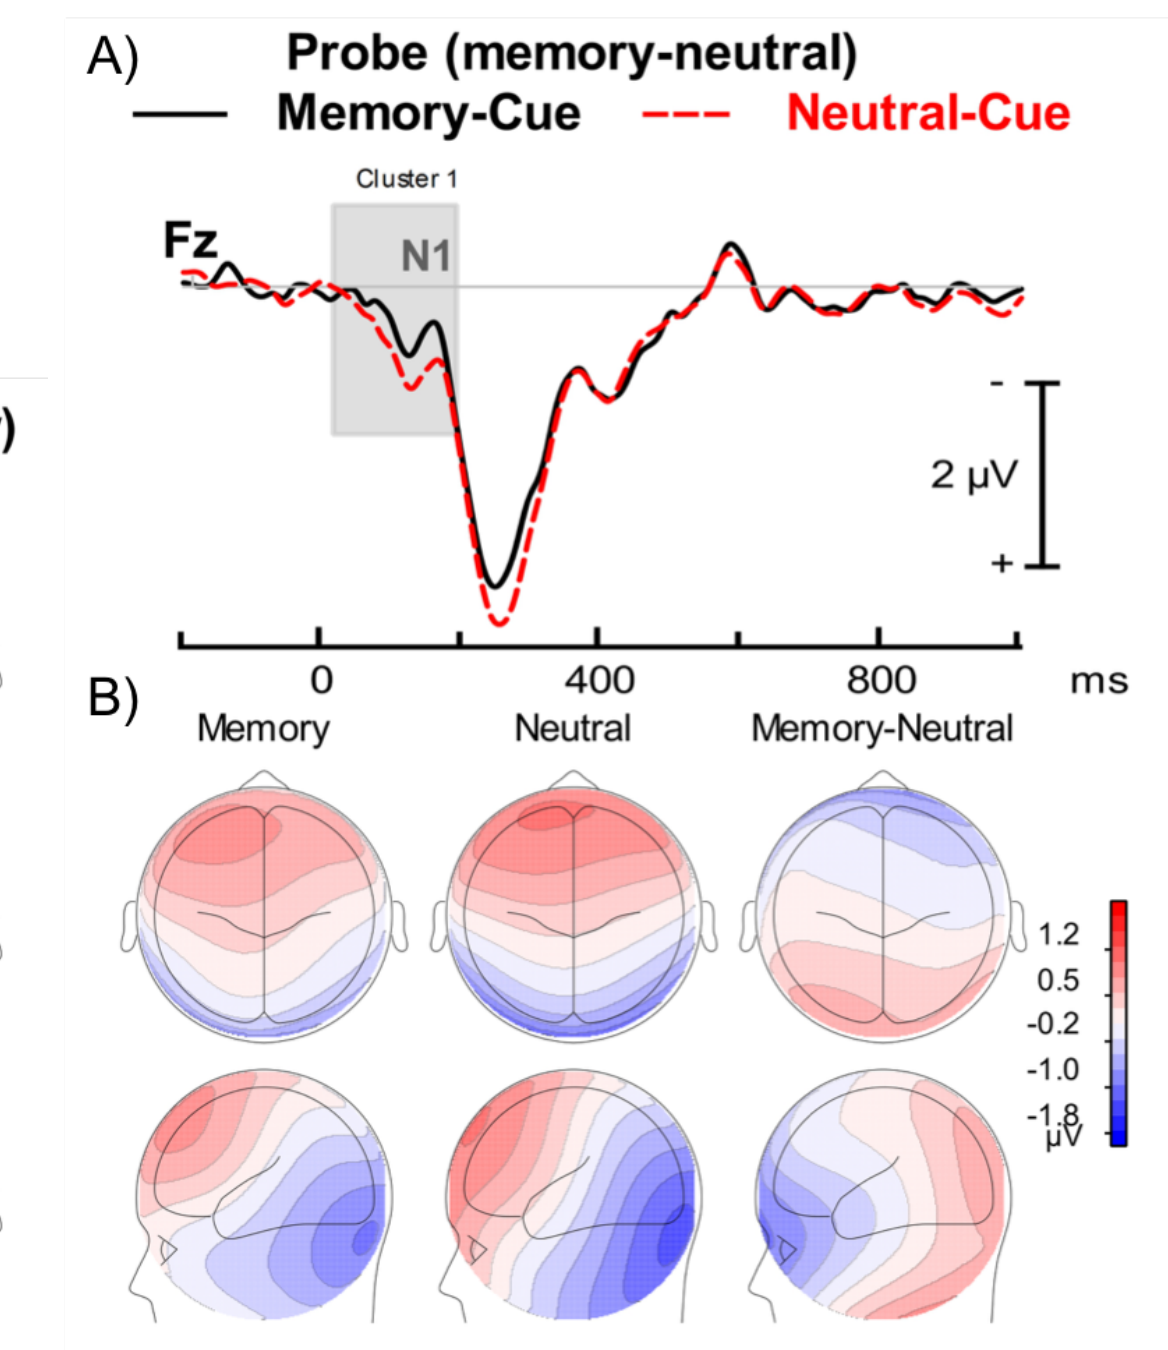 A)
Probe (memory-neutral)
Memory-Cue
Neutral-Cue
Cluster 1
Fz
N1
-
2 µV
+
)
0
400
800
ms
B)
Memory
Neutral
Memory-Neutral
1.2
0.5
-0.2
-1.0
-1.8
µV